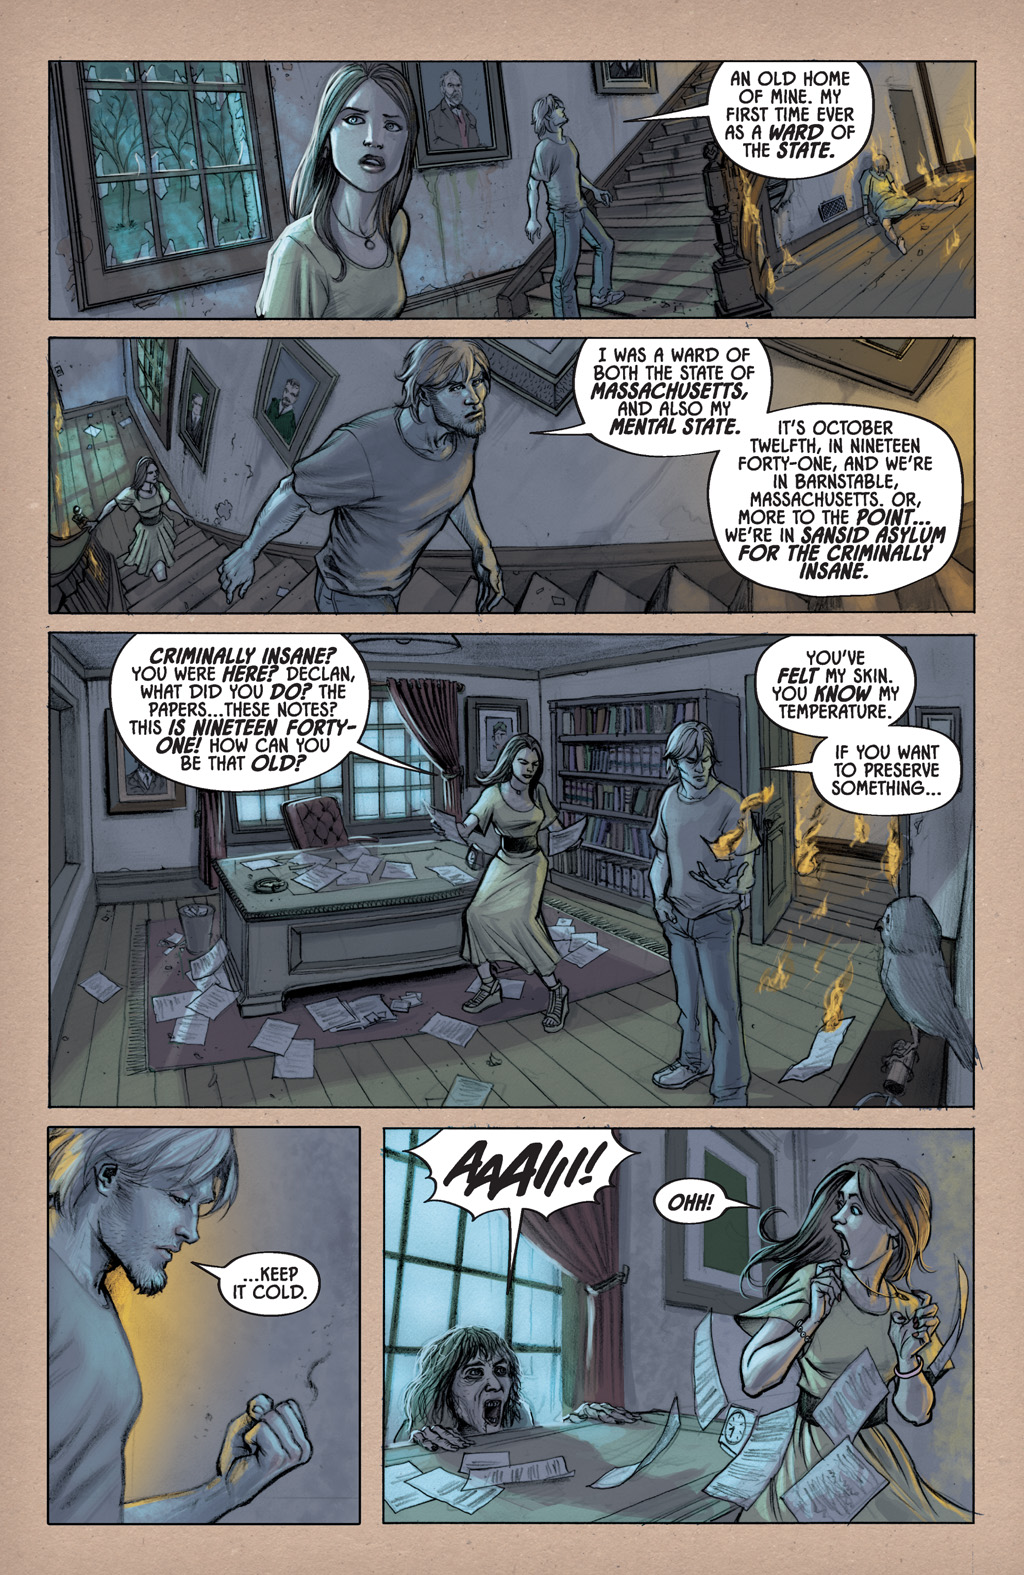 AN OLD HOME
OF MINE. MY
FIRST TIME EVER
AS A WARD OF
THE STATE.
I WAS A WARD OF
BOTH THE STATE OF
MASSACHUSETTS,
AND ALSO MY
MENTAL STATE.
IT'S OCTOBER
TWELFTH, IN NINETEEN
FORTY-ONE, AND WE'RE
IN BARNSTABLE,
MASSACHUSETTS. OR,
MORE TO THE POINT...
WE'RE IN SANSID ASYLUM
FOR THE CRIMINALLY
INSANE.
CRIMINALLY INSANE?
YOU WERE HERE? DECLAN,
WHAT DID YOU DO? THE
PAPERS...THESE NOTES?
THIS IS NINETEEN FORTY-
ONE! HOW CAN YOU
BE THAT OLD?
YOU'VE
FELT MY SKIN.
YOU KNOW MY
TEMPERATURE.
IF YOU WANT
TO PRESERVE
SOMETHING...
...KEEP
IT COLD.
AAAIIII!
OHH!